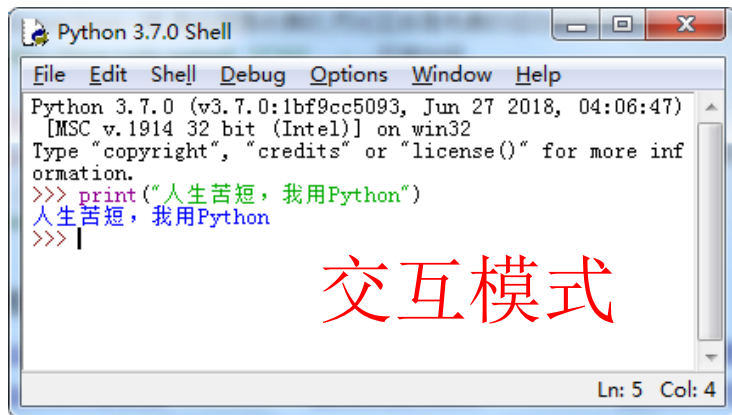 Python 3.7.0 Shell
File Edit Shell Debug Options Window Help
Python 3.7.0 (v3.7.0:1bf9cc5093, Jun 27 2018, 04:06:47)
[MSC v.1914 32 bit (Intel)] on win32
Type "copyright", "credits" or "license()" for more inf
ormation.
>>> print("人生苦短，我用Python")
人生苦短，我用Python
>>>
交互模式
Ln: 5 Col: 4